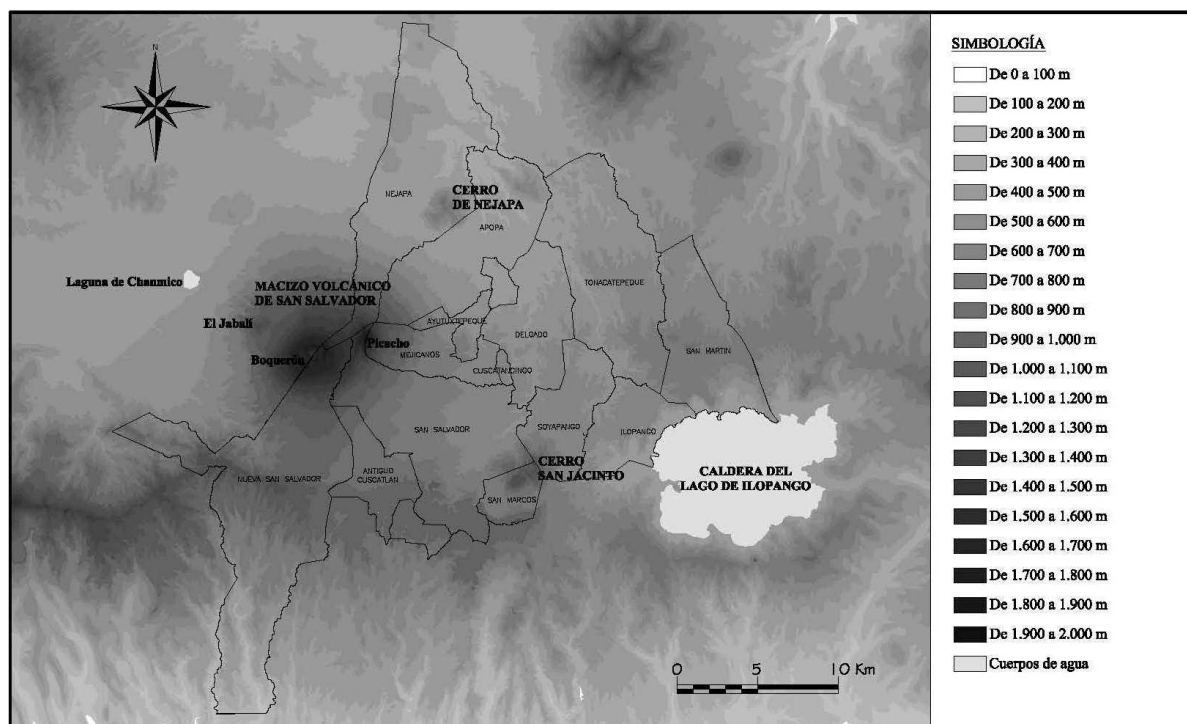 N
NEJAPA
CERRO
DE NEJAPA
APOPA
Laguna de Chanmico
MACIZO VOLCÁNICO
DE SAN SALVADOR
TONACATEPEQUE
El Jabalí
AYUTUXTEPEQUE
DELGADO
Picacho
Boquerón
MEJICANOS
SAN MARTIN
CUSCATANCINGO
SAN SALVADOR
SOYAPANGO
ILOPANGO
CERRO
SAN JACINTO
CALDERA DEL
LAGO DE ILOPANGO
NUEVA SAN SALVADOR
ANTIGUO
CUSCATLAN
SAN MARCOS
0 5 10 Km
SIMBOLOGÍA
De 0 a 100 m
De 100 a 200 m
De 200 a 300 m
De 300 a 400 m
De 400 a 500 m
De 500 a 600 m
De 600 a 700 m
De 700 a 800 m
De 800 a 900 m
De 900 a 1.000 m
De 1.000 a 1.100 m
De 1.100 a 1.200 m
De 1.200 a 1.300 m
De 1.300 a 1.400 m
De 1.400 a 1.500 m
De 1.500 a 1.600 m
De 1.600 a 1.700 m
De 1.700 a 1.800 m
De 1.800 a 1.900 m
De 1.900 a 2.000 m
Cuerpos de agua